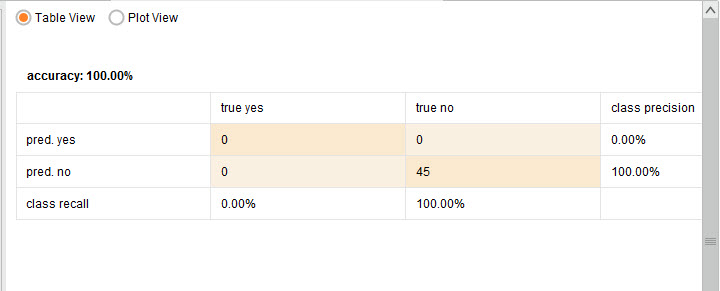 Table View Plot View
accuracy: 100.00%
true yes true no class precision
pred. yes 0 0 0.00%
pred. no 0 45 100.00%
class recall 0.00% 100.00%